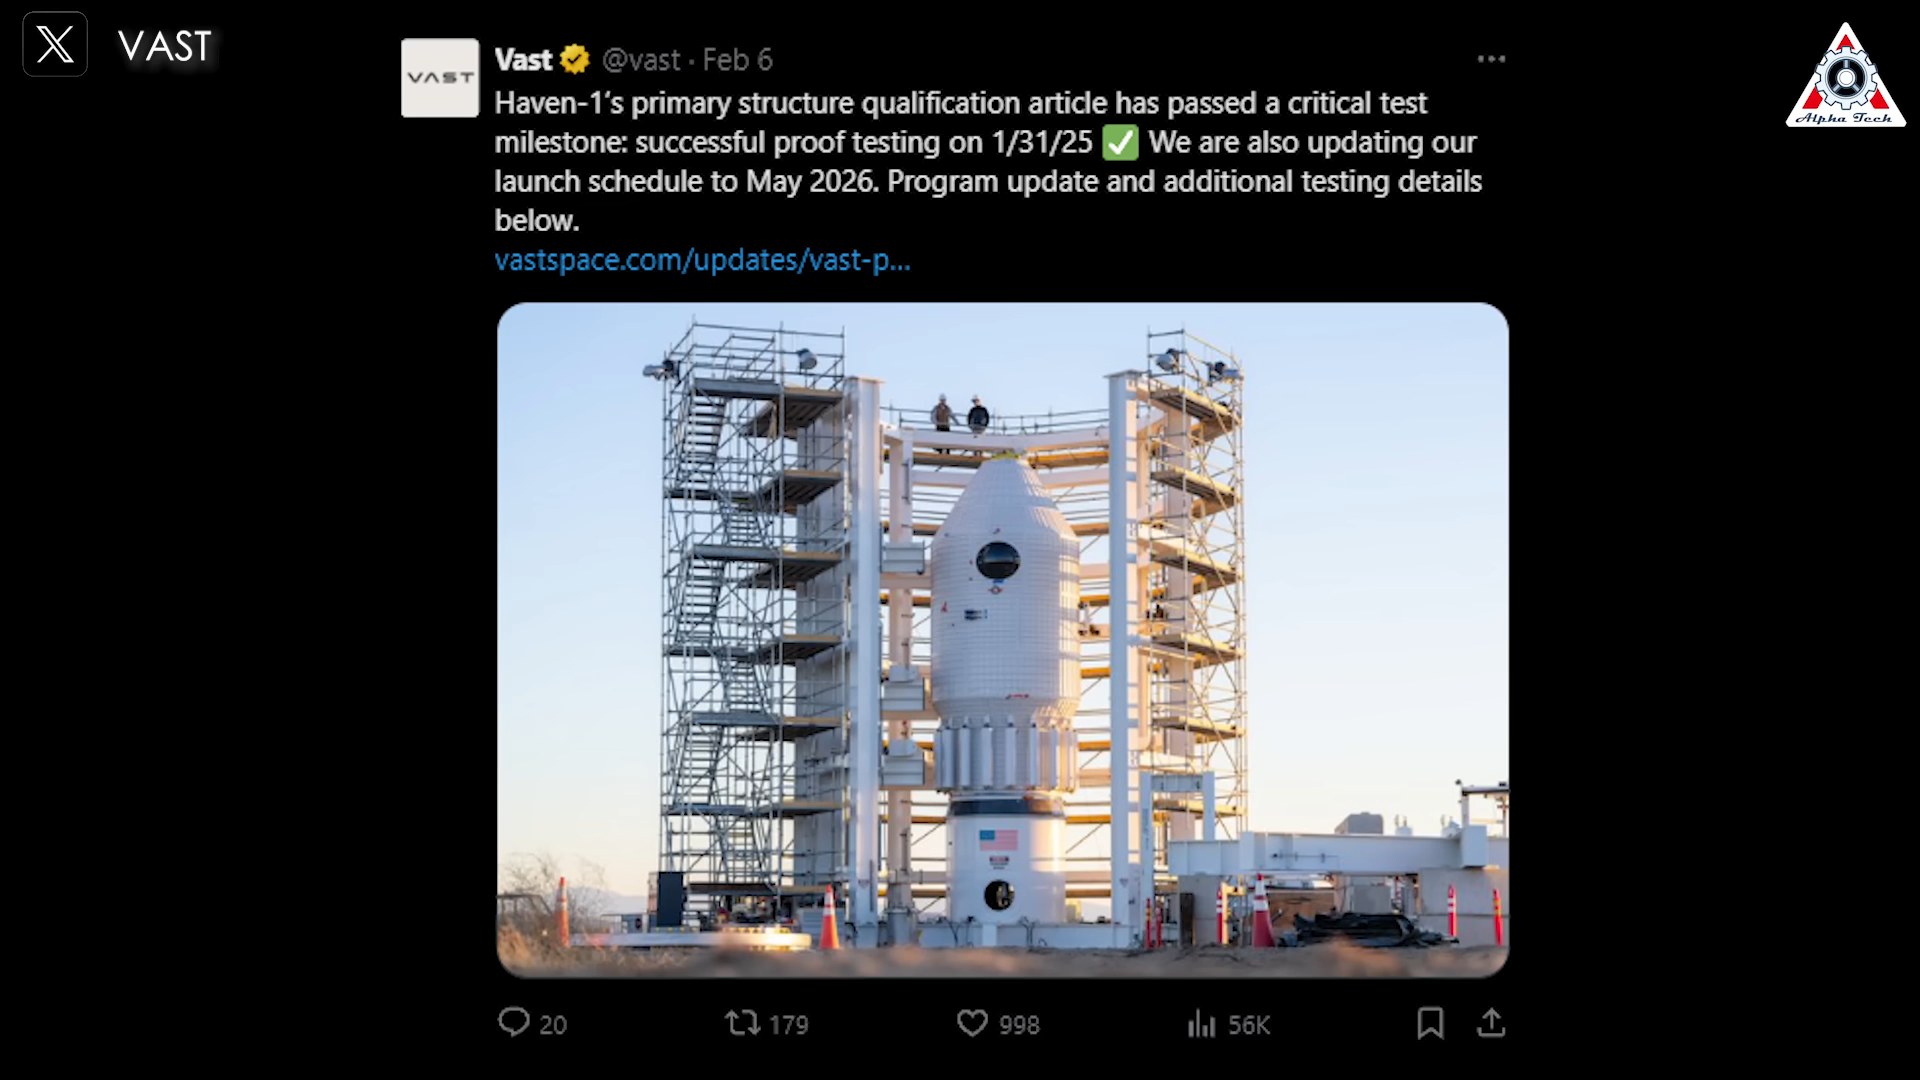 VAST
VAST
Vast @vast · Feb 6
Haven-1's primary structure qualification article has passed a critical test
milestone: successful proof testing on 1/31/25 ✅ We are also updating our
launch schedule to May 2026. Program update and additional testing details
below.
vastspace.com/updates/vast-p...
20
179
998
56K
Alpha Tech